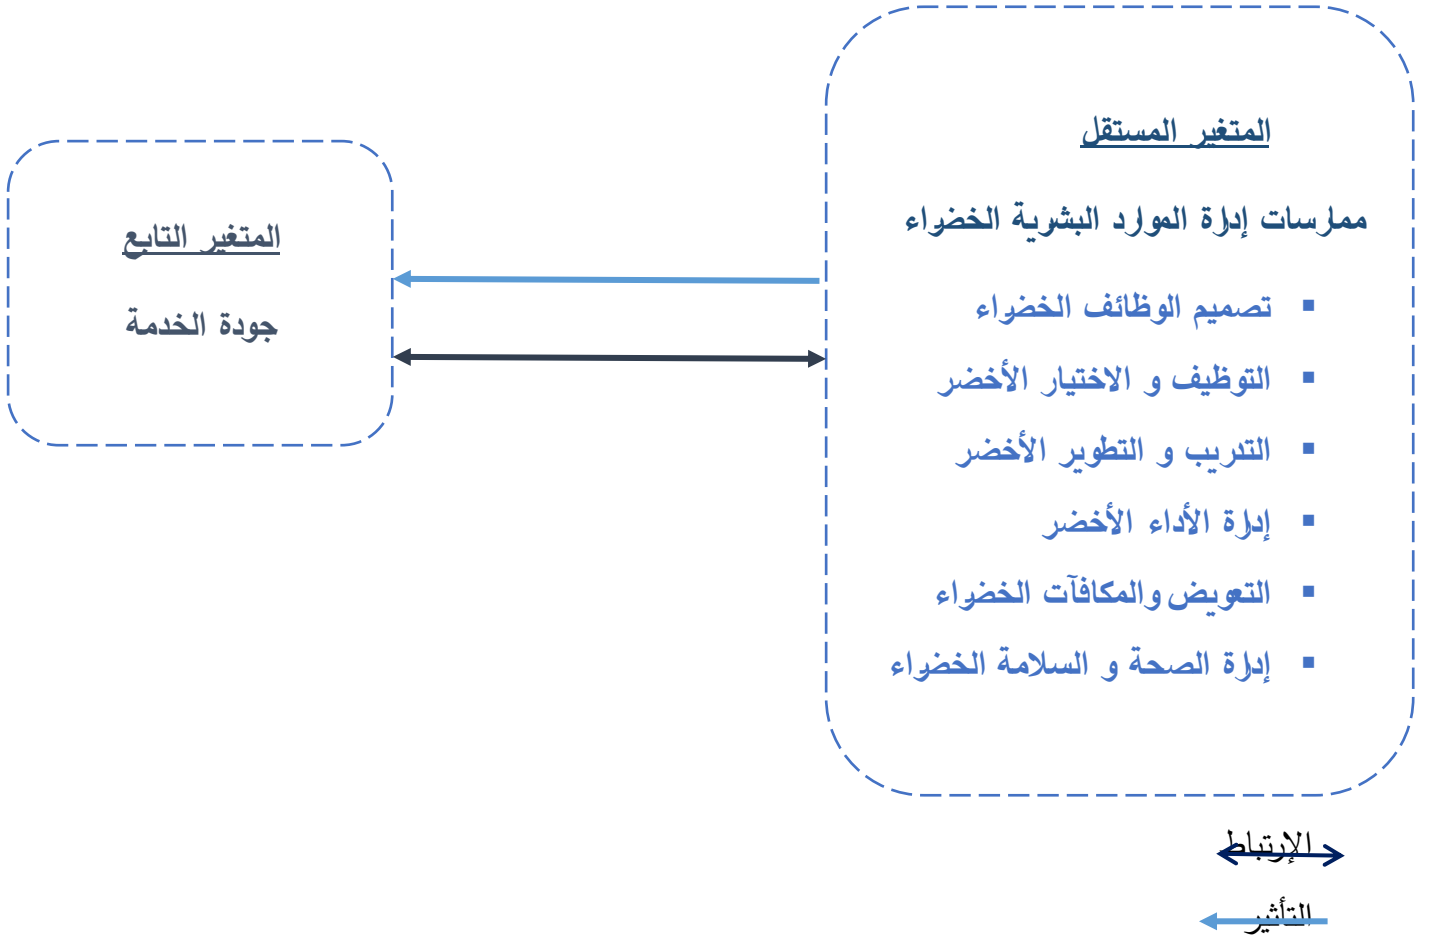 المتغير المستقل
ممارسات إدارة الموارد البشرية الخضراء
▪ تصميم الوظائف الخضراء
▪ التوظيف و الاختيار الأخضر
▪ التدريب و التطوير الأخضر
▪ إدارة الأداء الأخضر
▪ التعويض والمكافآت الخضراء
▪ إدارة الصحة و السلامة الخضراء
المتغير التابع
جودة الخدمة
الإرتباط
التأثير